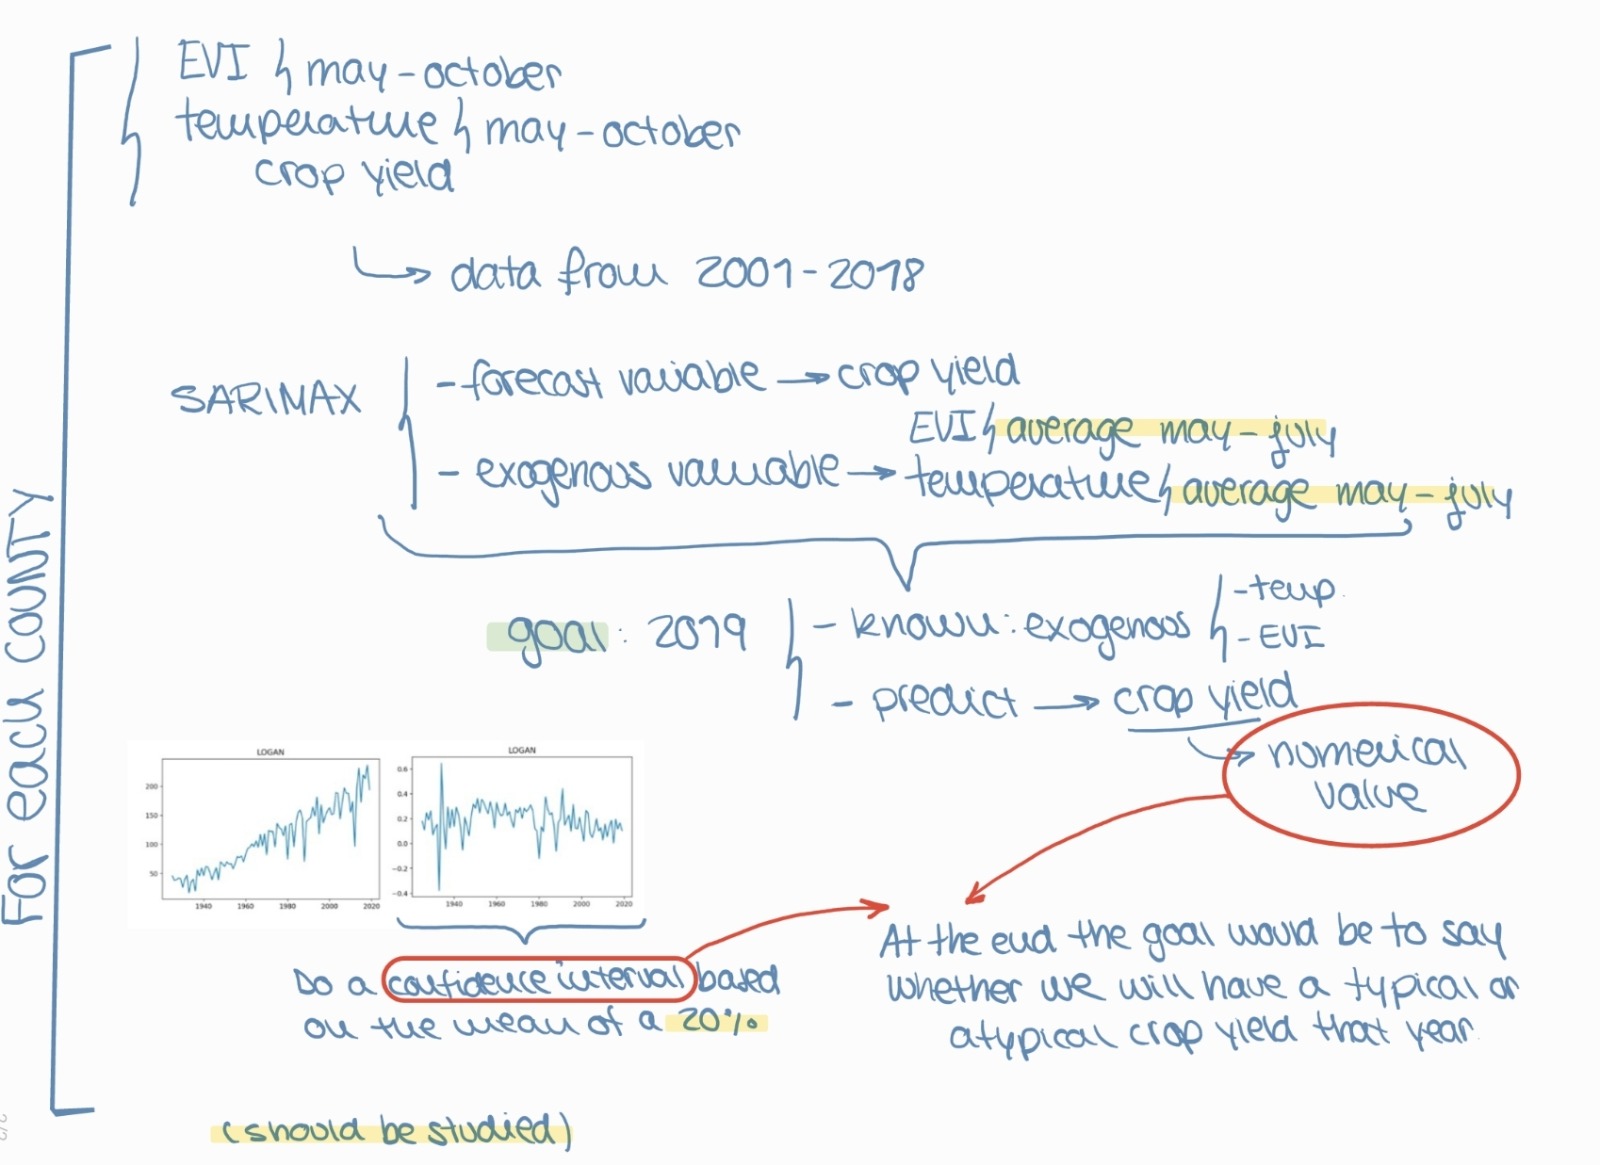 For each COUNTY
EVI may-october
temperature may-october
crop yield
data from 2001-2018
SARIMAX
- forecast variable → crop yield
EVI average may-july
- exogenous variable → temperature average may-july
goal: 2019
- known: exogenous
- temp.
- EVI
- predict → crop yield
numerical
value
LOGAN
200
150
100
50
1940 1960 1980 2000 2020
LOGAN
0.6
0.4
0.2
0.0
-0.2
-0.4
1940 1960 1980 2000 2020
Do a confidence interval based
on the mean of a 20%
At the end the goal would be to say
whether we will have a typical or
atypical crop yield that year.
(should be studied)